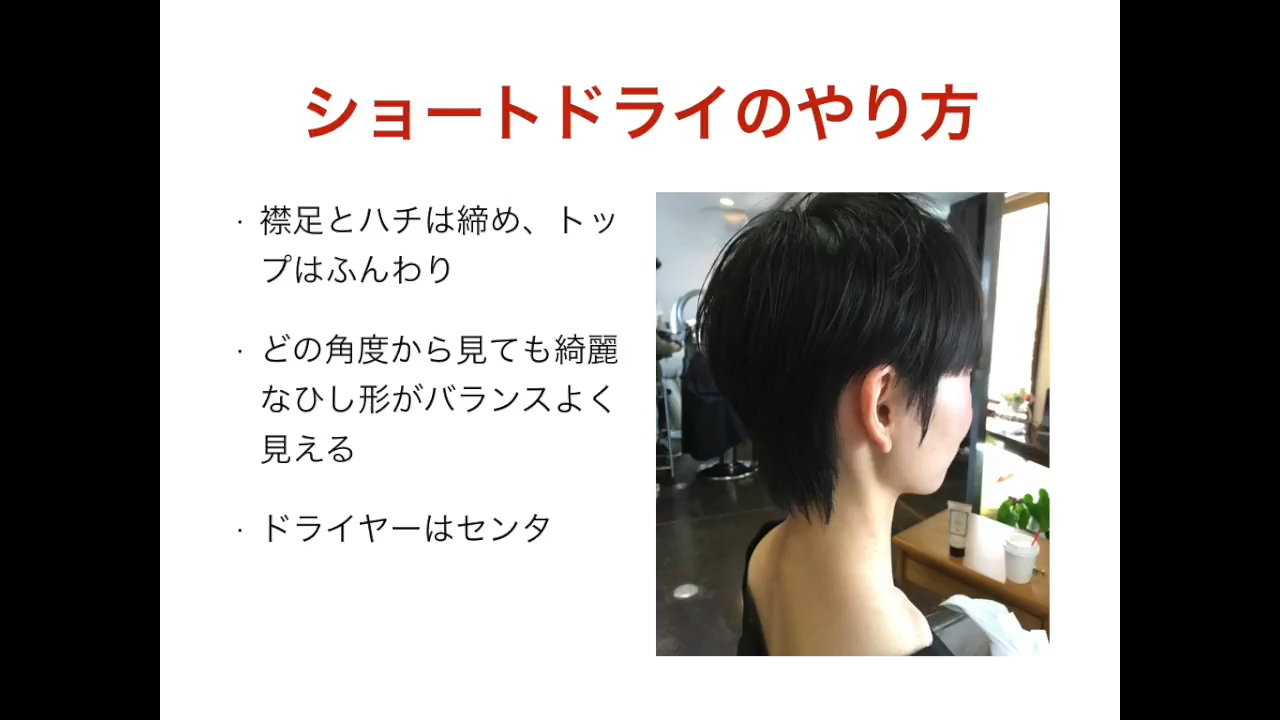 ショートドライのやり方
・襟足とハチは締め、トッ
プはふんわり
・どの角度から見ても綺麗
なひし形がバランスよく
見える
・ドライヤーはセンタ